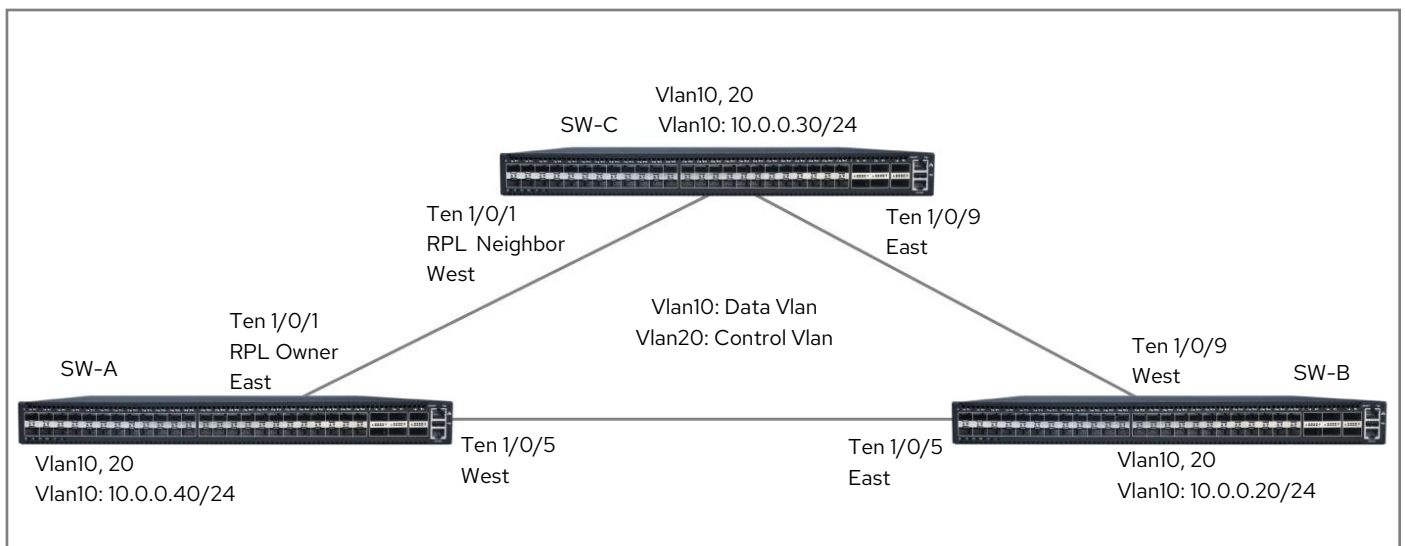 Vlan10, 20
SW-C
Vlan10: 10.0.0.30/24
Ten 1/0/1
RPL Neighbor
West
Ten 1/0/9
East
Vlan10: Data Vlan
Vlan20: Control Vlan
Ten 1/0/1
RPL Owner
East
SW-A
Ten 1/0/9
West
SW-B
Ten 1/0/5
West
Ten 1/0/5
East
Vlan10, 20
Vlan10: 10.0.0.40/24
Vlan10, 20
Vlan10: 10.0.0.20/24